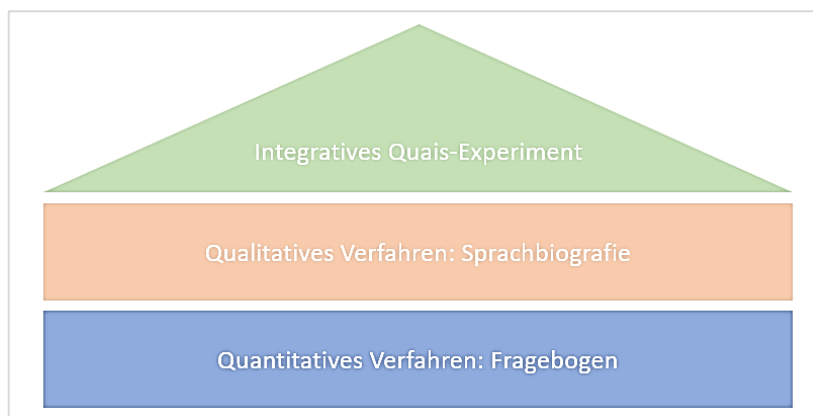 Integratives Quais-Experiment
Qualitatives Verfahren: Sprachbiografie
Quantitatives Verfahren: Fragebogen